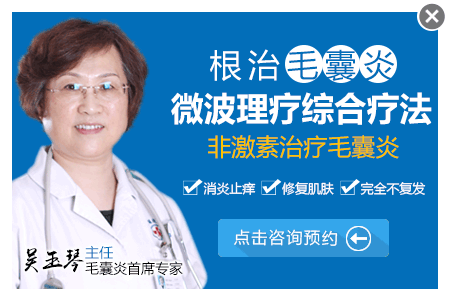 根治毛囊炎
微波理疗综合疗法
非激素治疗毛囊炎
消炎止痒 修复肌肤 完全不复发
点击咨询预约
吴玉琴 主任
毛囊炎首席专家